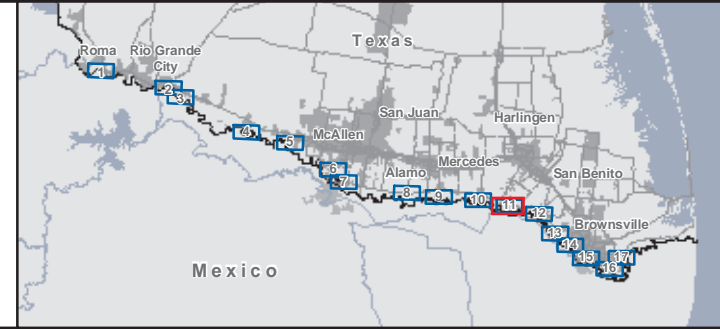 Texas
Roma
Rio Grande
City
1
2
3
San Juan
Harlingen
4
5
McAllen
Mercedes
6
7
Alamo
San Benito
8
9
10
11
12
Brownsville
13
14
15
16
17
Mexico